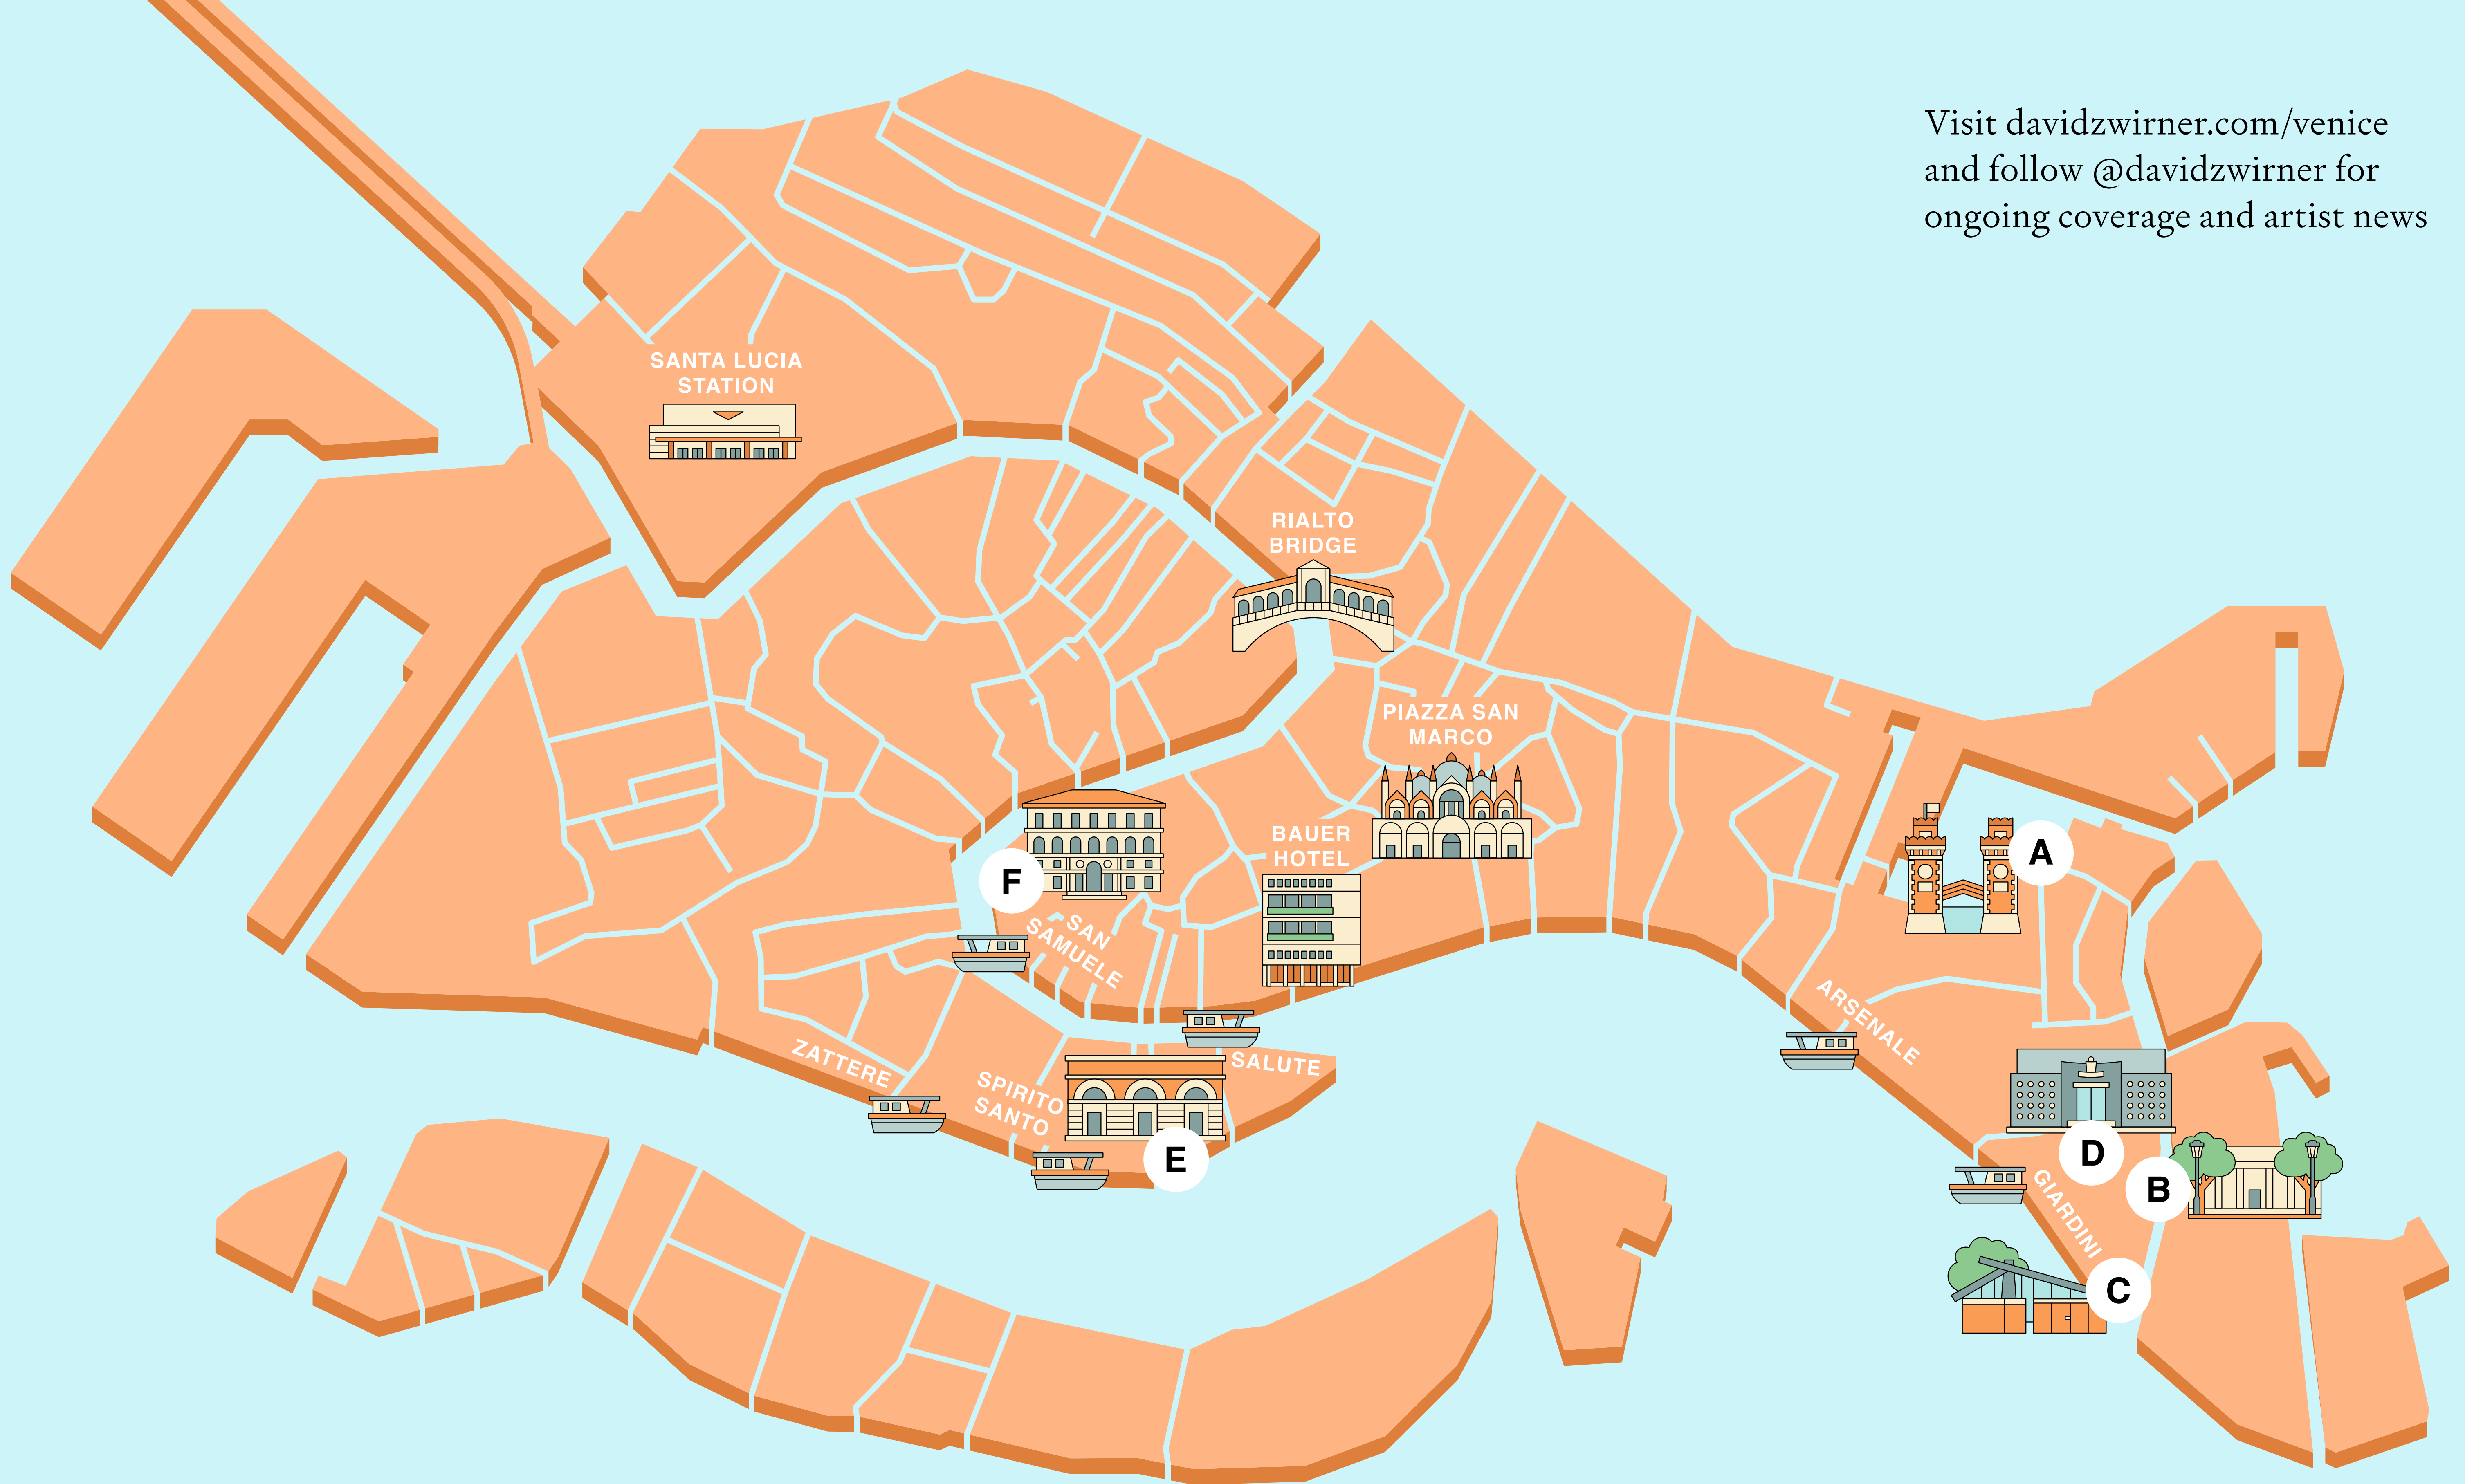 Visit davidzwirner.com/venice
and follow @davidzwirner for
ongoing coverage and artist news
SANTA LUCIA
STATION
RIALTO
BRIDGE
PIAZZA SAN
MARCO
BAUER
HOTEL
A
F
SAN
SAMUELE
ARSENALE
ZATTERE
SPIRITO
SANTO
SALUTE
E
D
B
GIARDINI
C